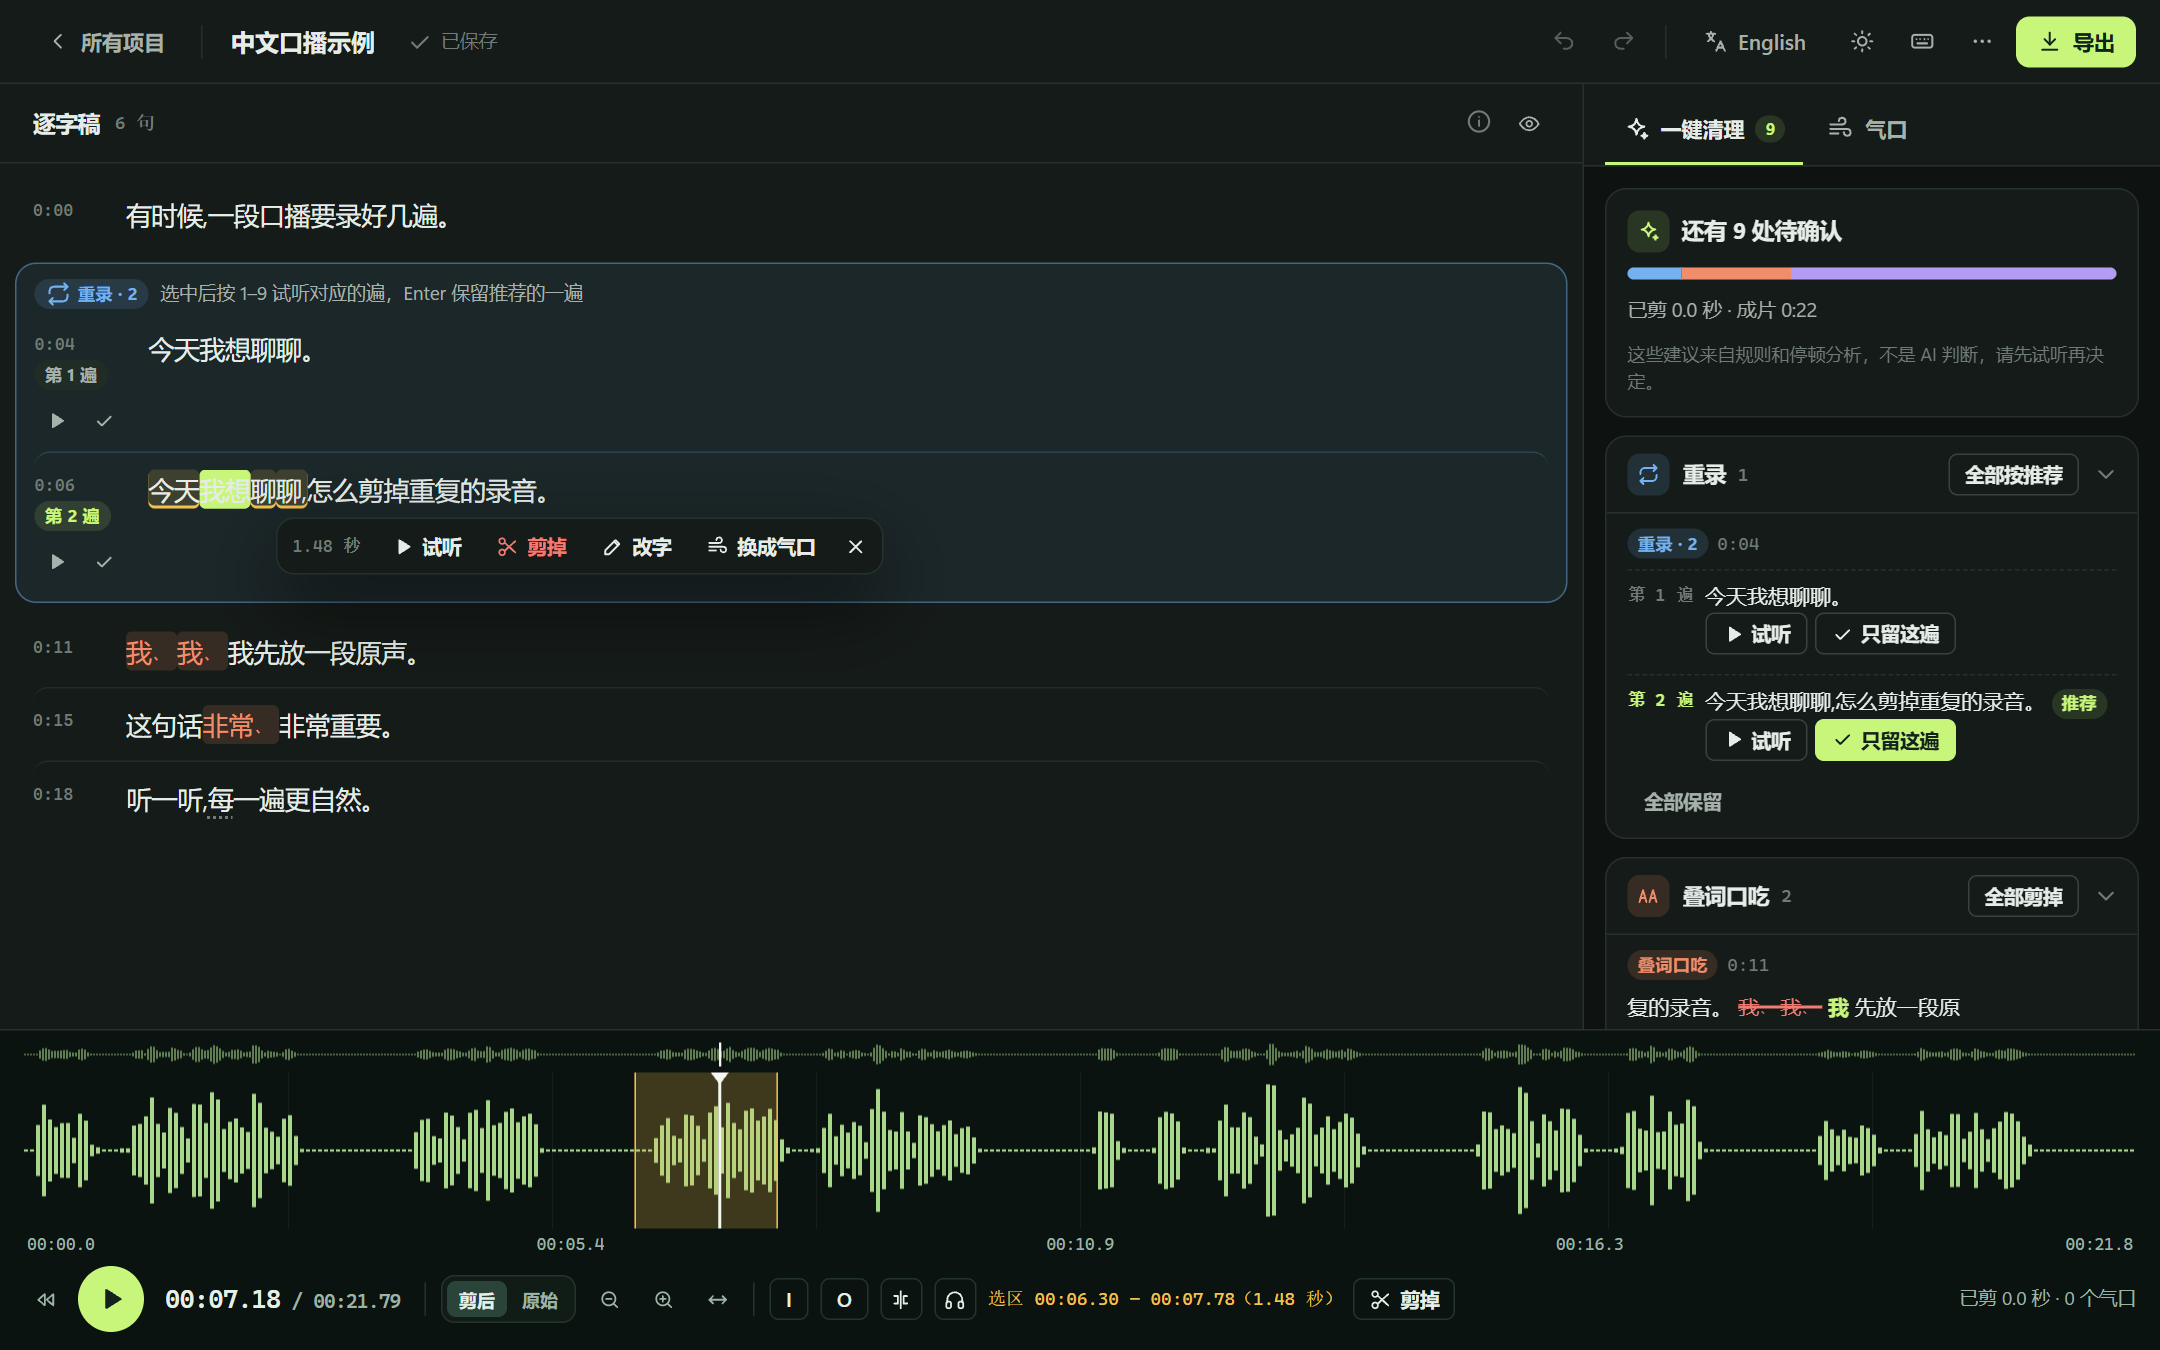 所有项目
中文口播示例
已保存
English
导出
逐字稿 6 句
0:00 有时候,一段口播要录好几遍。
重录 · 2 选中后按 1–9 试听对应的遍，Enter 保留推荐的一遍
0:04 今天我想聊聊。
第 1 遍
0:06 今天我想聊聊,怎么剪掉重复的录音。
第 2 遍
1.48 秒 试听 剪掉 改字 换成气口
0:11 我、我、我先放一段原声。
0:15 这句话非常、非常重要。
0:18 听一听,每一遍更自然。
一键清理 9 气口
还有 9 处待确认
已剪 0.0 秒 · 成片 0:22
这些建议来自规则和停顿分析，不是 AI 判断，请先试听再决
定。
重录 1 全部按推荐
重录 · 2 0:04
第 1 遍 今天我想聊聊。
试听 只留这遍
第 2 遍 今天我想聊聊,怎么剪掉重复的录音。 推荐
试听 只留这遍
全部保留
AA 叠词口吃 2 全部剪掉
叠词口吃 0:11
复的录音。 我、我、 我 先放一段原
00:00.0 00:05.4 00:10.9 00:16.3 00:21.8
00:07.18 / 00:21.79 剪后 原始 I O 选区 00:06.30 – 00:07.78（1.48 秒） 剪掉 已剪 0.0 秒 · 0 个气口